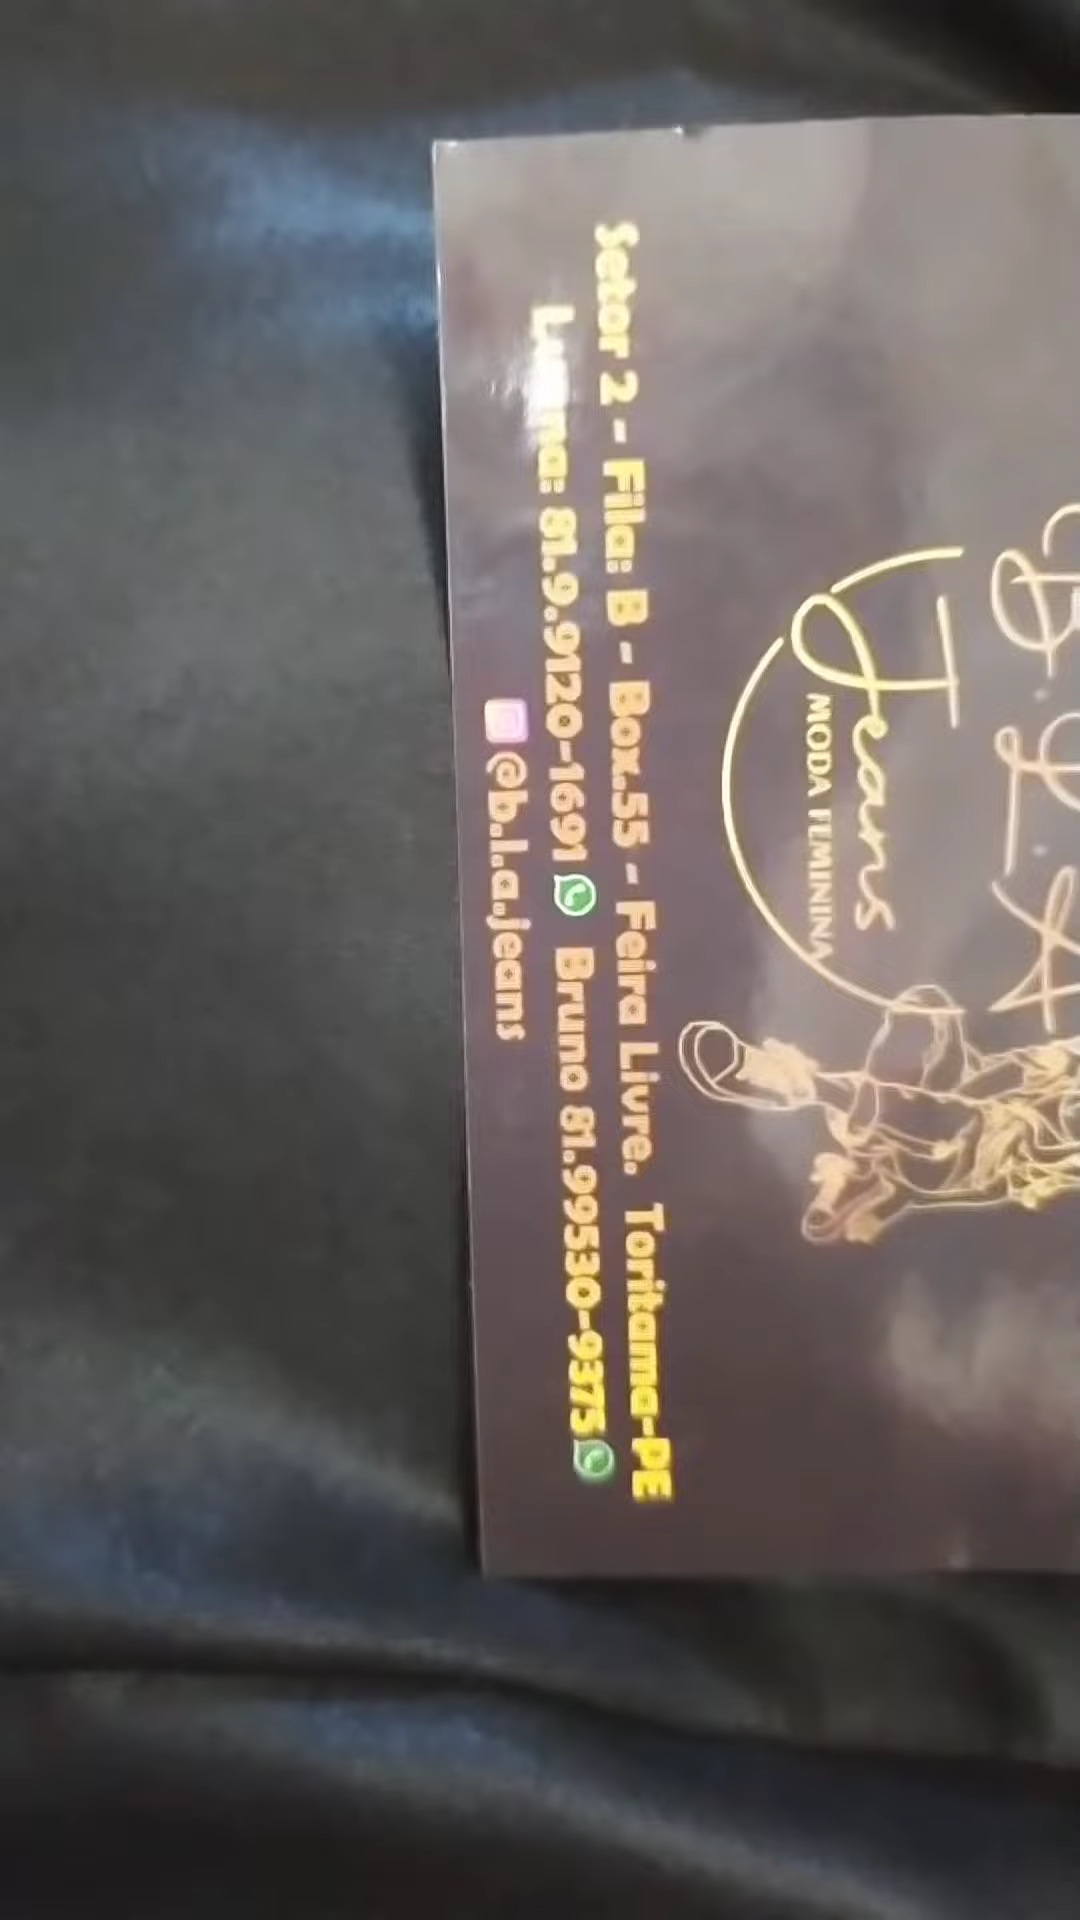 B.L.A
Jeans
MODA FEMININA
Setor 2 - Fila: B - Box.55 - Feira Livre. Toritama-PE
81.9.9120-1691 Bruno 81.99530-9375
@b.l.a.jeans